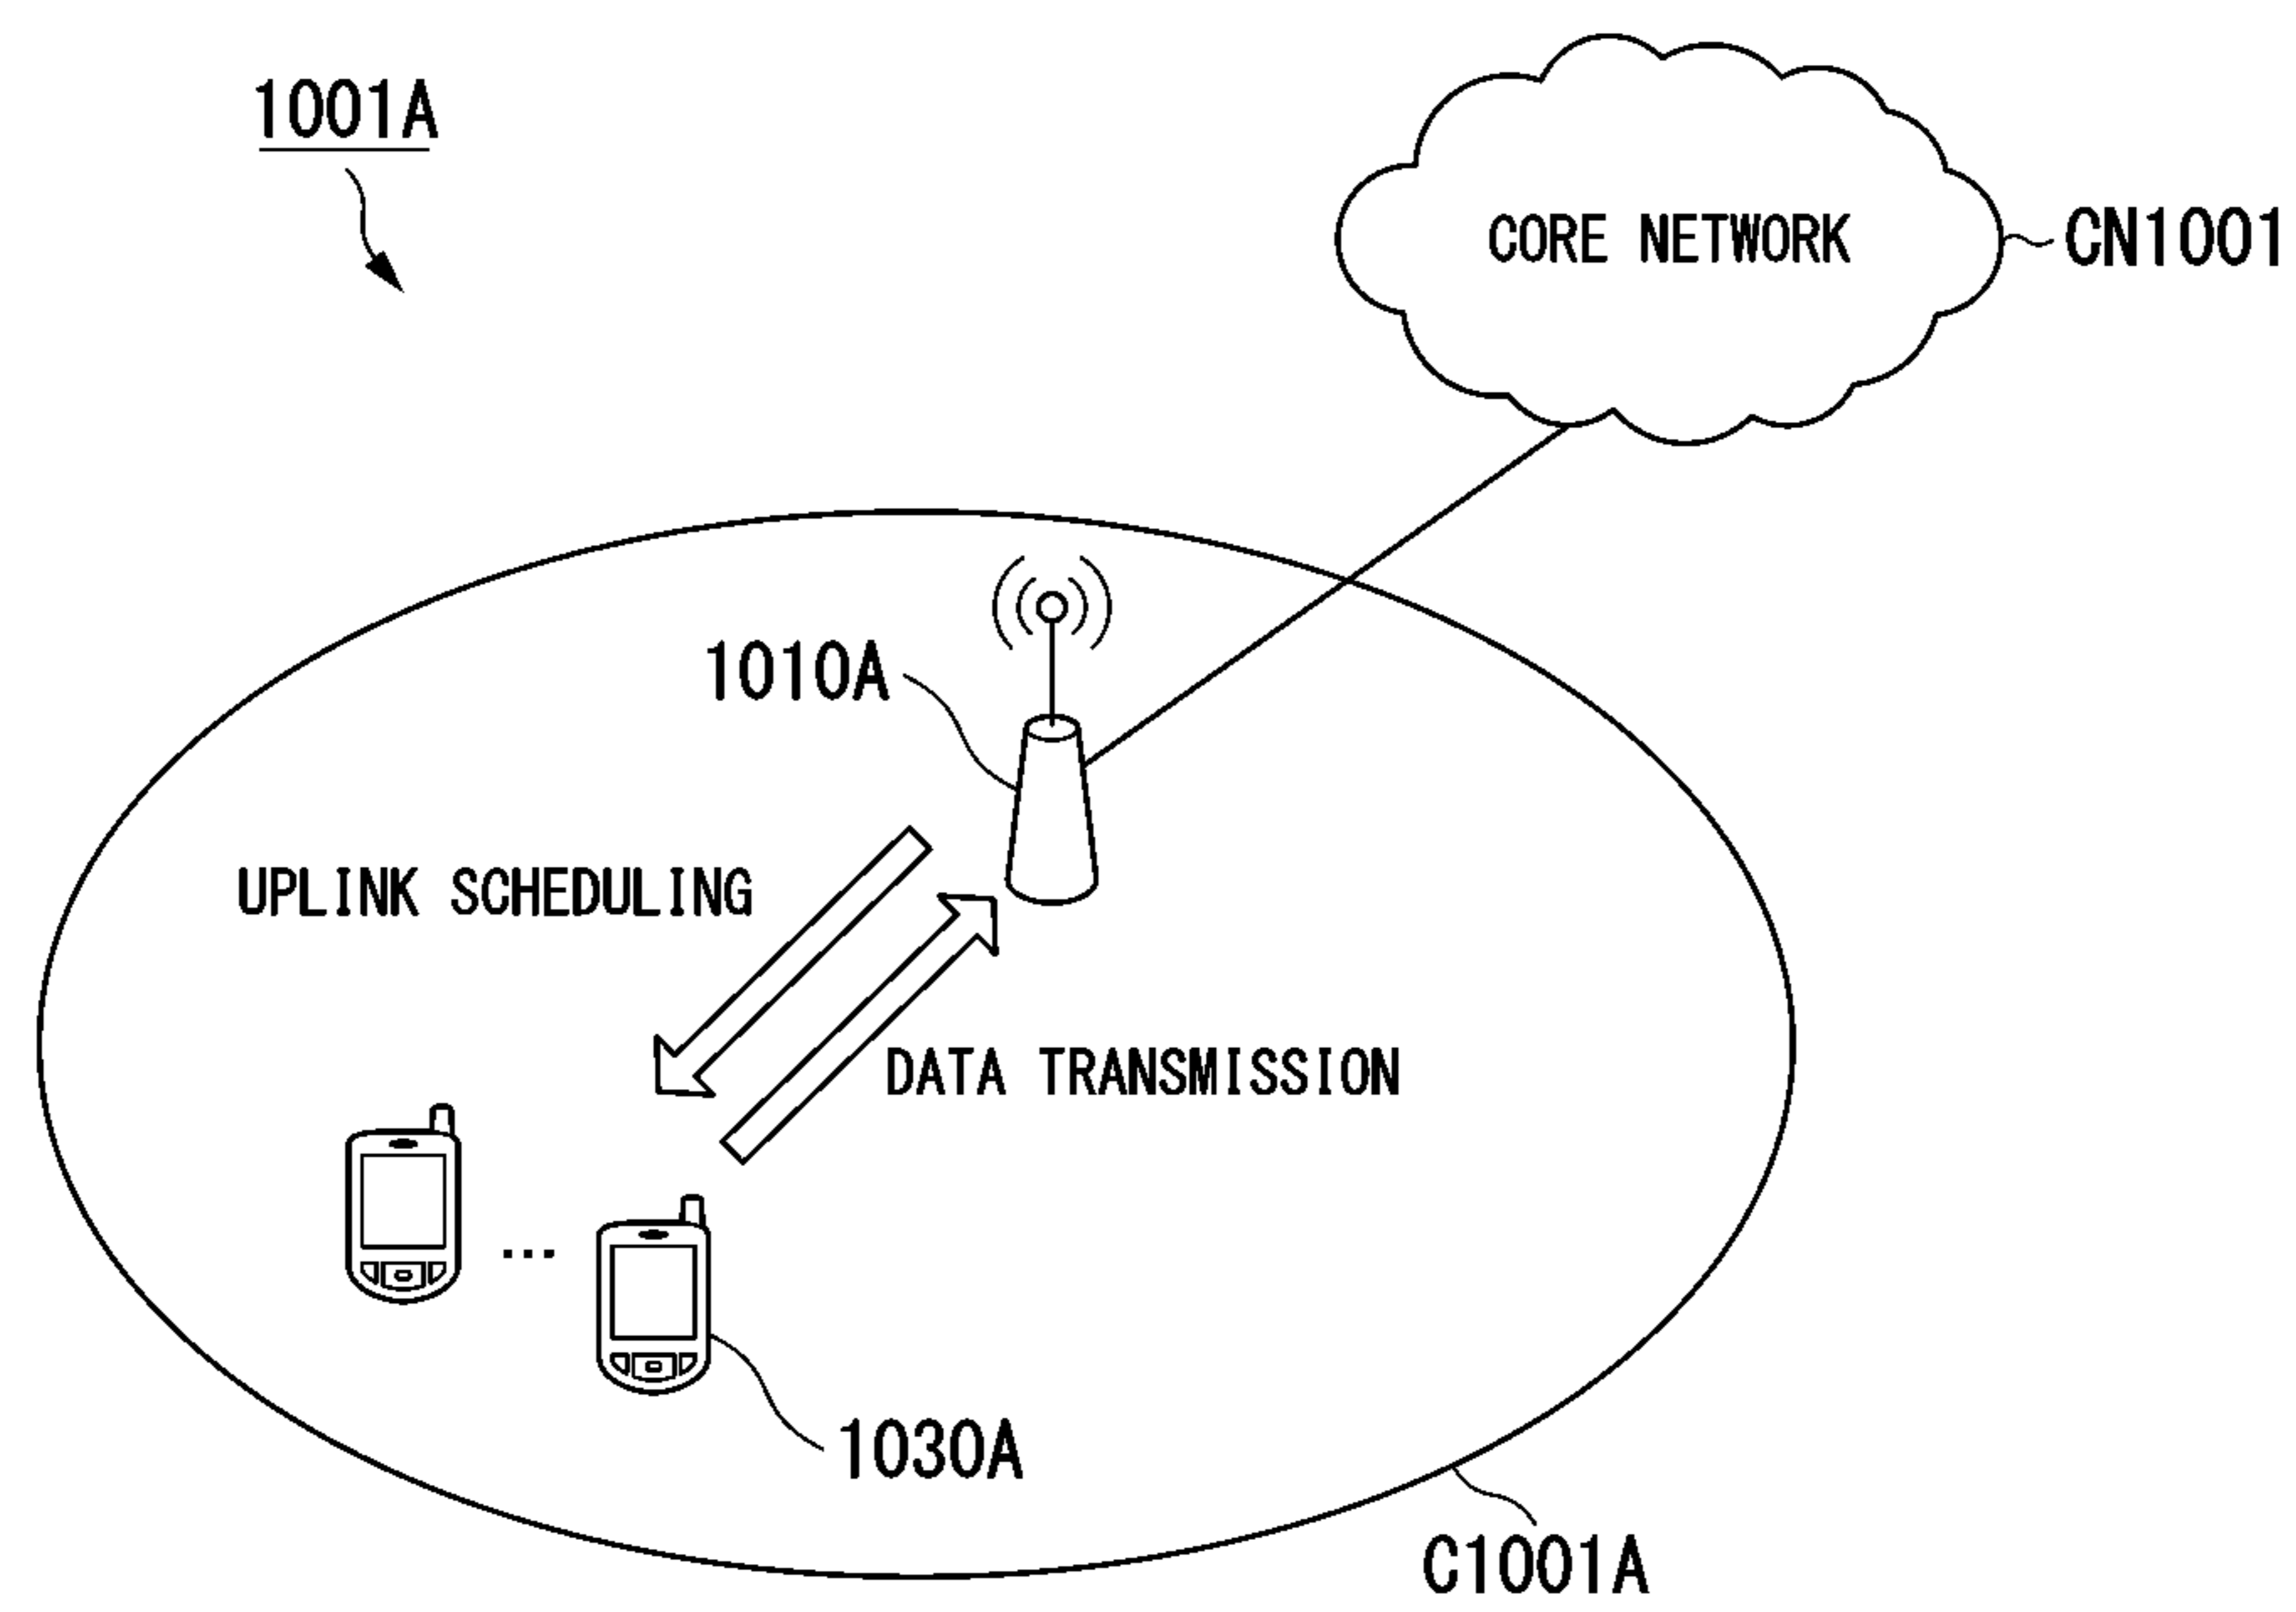 1001A
CORE NETWORK
CN1001
1010A
UPLINK SCHEDULING
DATA TRANSMISSION
...
1030A
C1001A